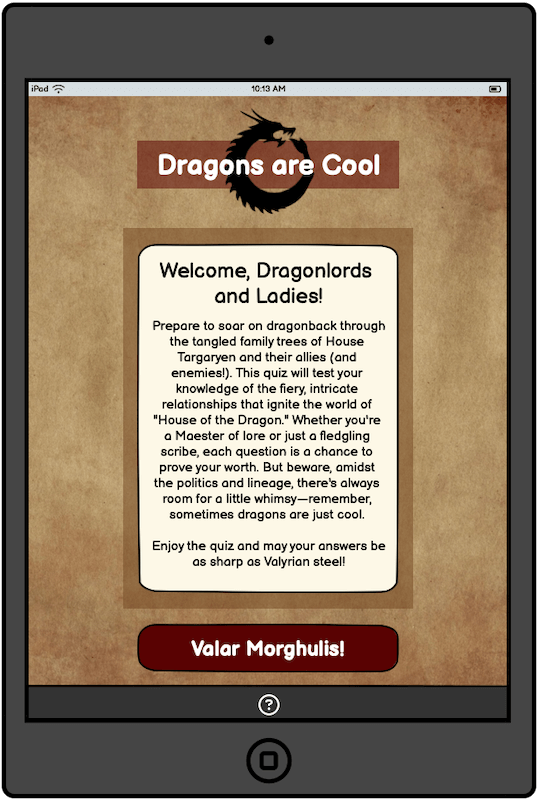 iPad
10:13 AM
Dragons are Cool
Welcome, Dragonlords
and Ladies!
Prepare to soar on dragonback through
the tangled family trees of House
Targaryen and their allies (and
enemies!). This quiz will test your
knowledge of the fiery, intricate
relationships that ignite the world of
"House of the Dragon." Whether you're
a Maester of lore or just a fledgling
scribe, each question is a chance to
prove your worth. But beware, amidst
the politics and lineage, there's always
room for a little whimsy—remember,
sometimes dragons are just cool.
Enjoy the quiz and may your answers be
as sharp as Valyrian steel!
Valar Morghulis!
?